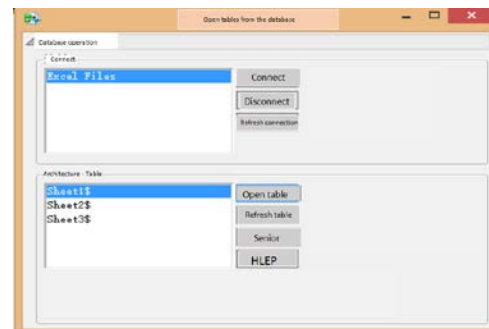 Open tables from the database
Database operation
Connect
Excel Files
Connect
Disconnect
Refresh connection
Architecture - Table
Sheet1$
Sheet2$
Sheet3$
Open table
Refresh table
Senior
HLEP